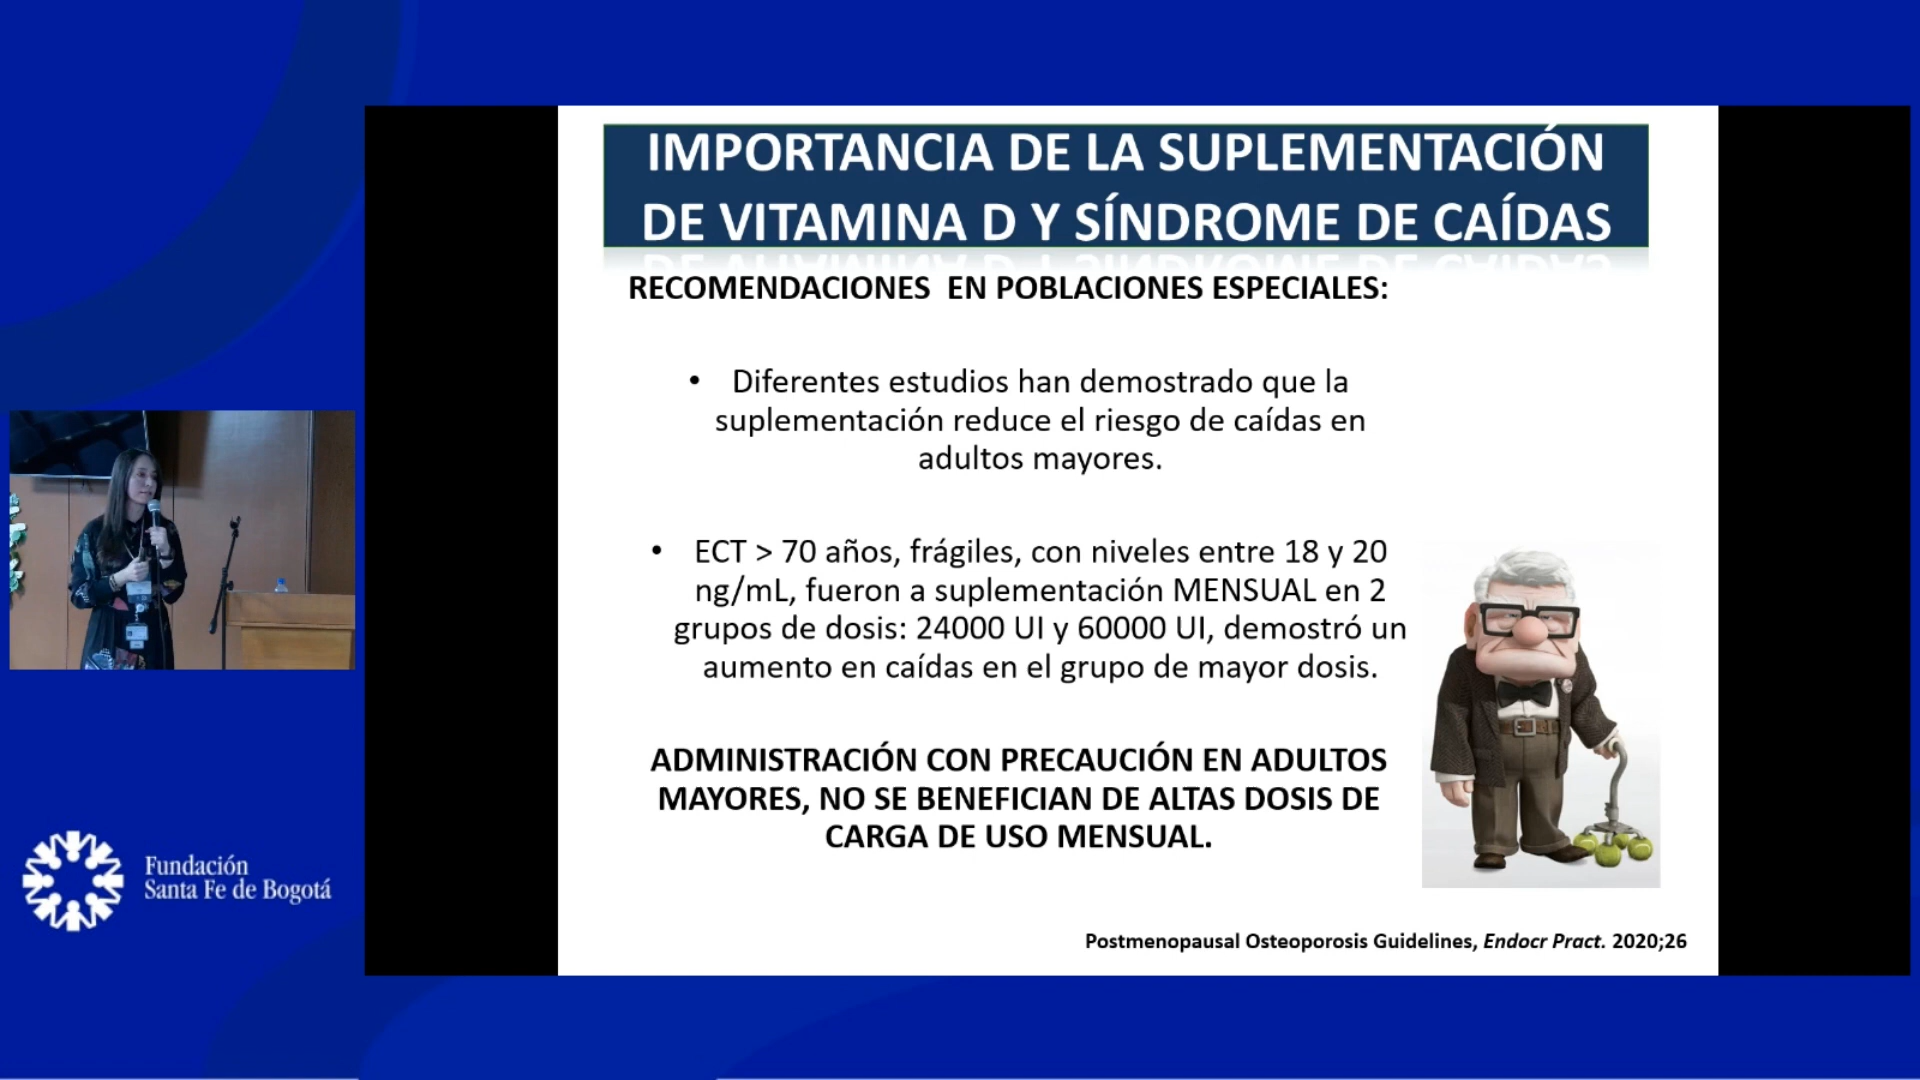 IMPORTANCIA DE LA SUPLEMENTACIÓN
DE VITAMINA D Y SÍNDROME DE CAÍDAS
RECOMENDACIONES EN POBLACIONES ESPECIALES:
• Diferentes estudios han demostrado que la
suplementación reduce el riesgo de caídas en
adultos mayores.
• ECT > 70 años, frágiles, con niveles entre 18 y 20
ng/mL, fueron a suplementación MENSUAL en 2
grupos de dosis: 24000 UI y 60000 UI, demostró un
aumento en caídas en el grupo de mayor dosis.
ADMINISTRACIÓN CON PRECAUCIÓN EN ADULTOS
MAYORES, NO SE BENEFICIAN DE ALTAS DOSIS DE
CARGA DE USO MENSUAL.
Postmenopausal Osteoporosis Guidelines, Endocr Pract. 2020;26
Fundación
Santa Fe de Bogotá